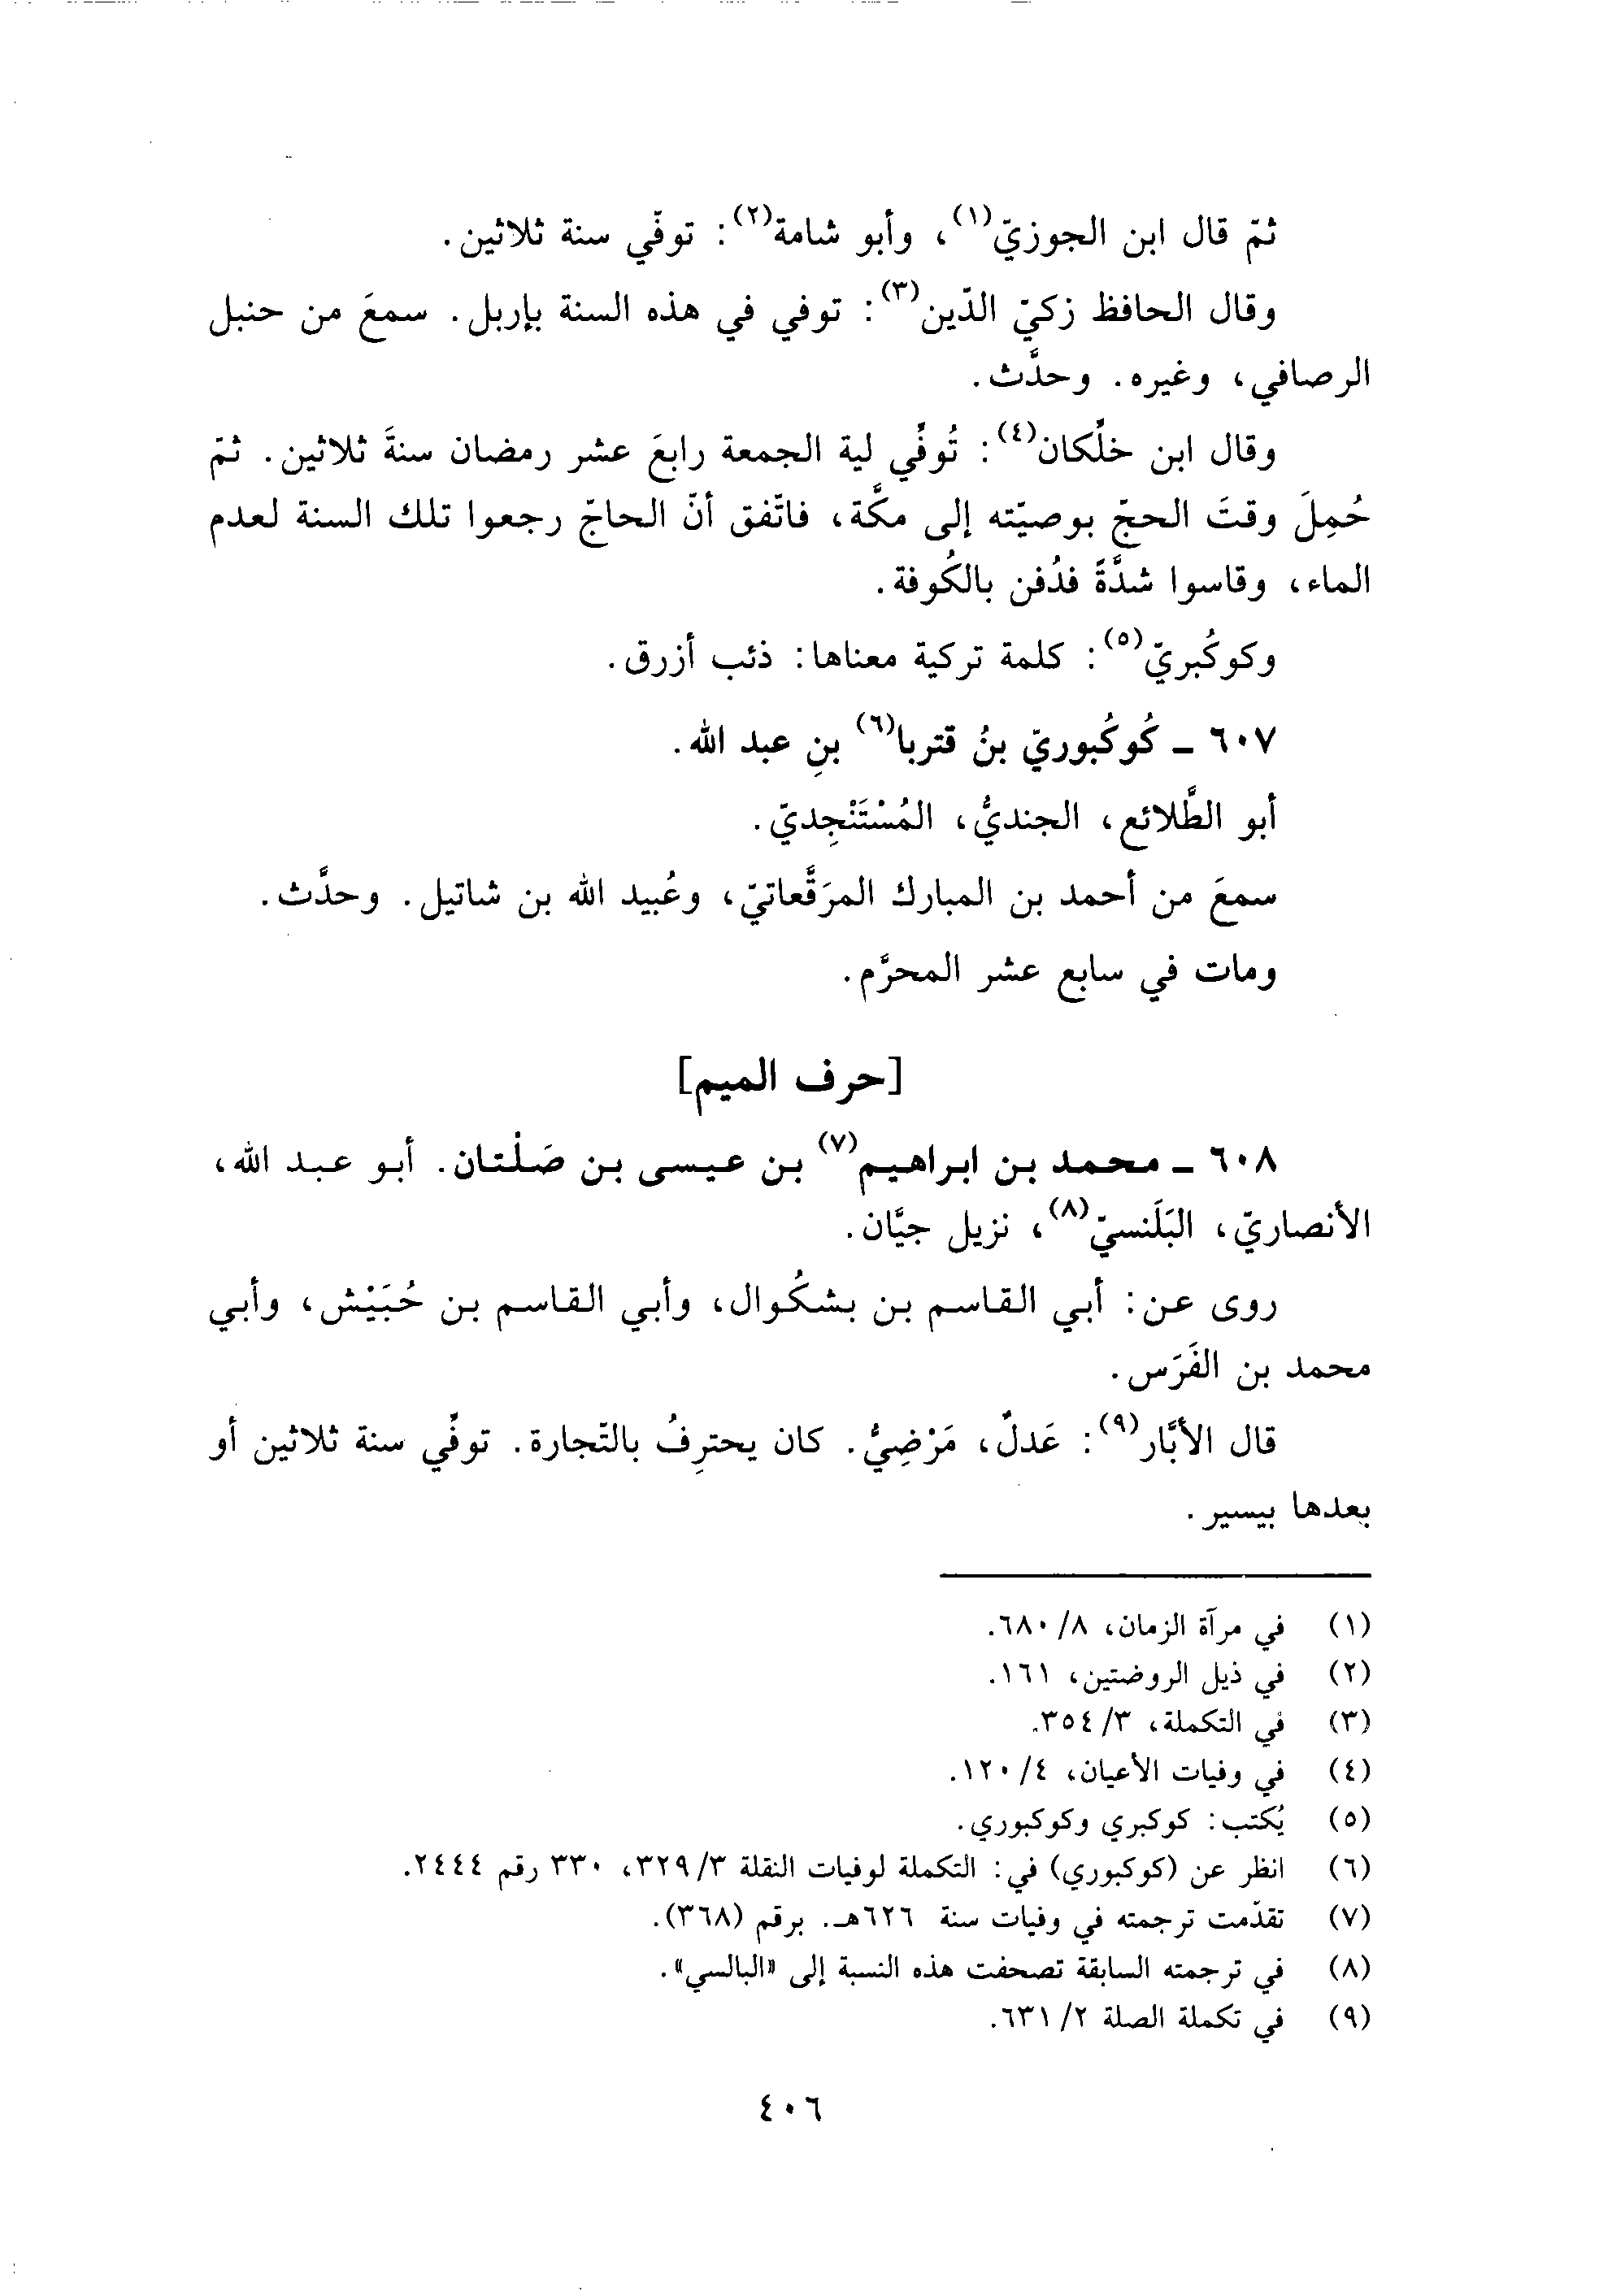 ثمّ قال ابن الجوزيّ(١)، وأبو شامة(٢): توفّي سنة ثلاثين.
وقال الحافظ زكيّ الدّين(٣): توفي في هذه السنة بإربل. سمعَ من حنبل
الرصافي، وغيره. وحدَّث.
وقال ابن خلِّكان(٤): تُوفِّي لية الجمعة رابعَ عشر رمضان سنةَ ثلاثين. ثمّ
حُمِلَ وقتَ الحجّ بوصيّته إلى مكَّة، فاتّفق أنّ الحاجّ رجعوا تلك السنة لعدم
الماء، وقاسوا شدَّةً فدُفن بالكُوفة.
وكوكُبريّ(٥): كلمة تركية معناها: ذئب أزرق.
٦٠٧ - كُوكُبوريّ بنُ قتربا(٦) بنِ عبد الله.
أبو الطَّلائع، الجنديُّ، المُسْتَنْجِديّ.
سمعَ من أحمد بن المبارك المرَقَّعاتيّ، وعُبيد الله بن شاتيل. وحدَّث.
ومات في سابع عشر المحرَّم.
[حرف الميم]
٦٠٨ - محمد بن ابراهيم(٧) بن عيسى بن صَلْتان. أبو عبد الله،
الأنصاريّ، البَلَنسيّ(٨)، نزيل جيَّان.
روى عن: أبي القاسم بن بشكُوال، وأبي القاسم بن حُبَيْش، وأبي
محمد بن الفَرَس.
قال الأبَّار(٩): عَدلٌ، مَرْضِيُّ. كان يحترِفُ بالتّجارة. توفِّي سنة ثلاثين أو
بعدها بيسير.
(١) في مرآة الزمان، ٨/ ٦٨٠.
(٢) في ذيل الروضتين، ١٦١.
(٣) في التكملة، ٣/ ٣٥٤.
(٤) في وفيات الأعيان، ٤/ ١٢٠.
(٥) يُكتب: كوكبري وكوكبوري.
(٦) انظر عن (كوكبوري) في: التكملة لوفيات النقلة ٣/ ٣٢٩، ٣٣٠ رقم ٢٤٤٤.
(٧) تقدّمت ترجمته في وفيات سنة ٦٢٦هـ. برقم (٣٦٨).
(٨) في ترجمته السابقة تصحفت هذه النسبة إلى «البالسي».
(٩) في تكملة الصلة ٢/ ٦٣١.
٤٠٦